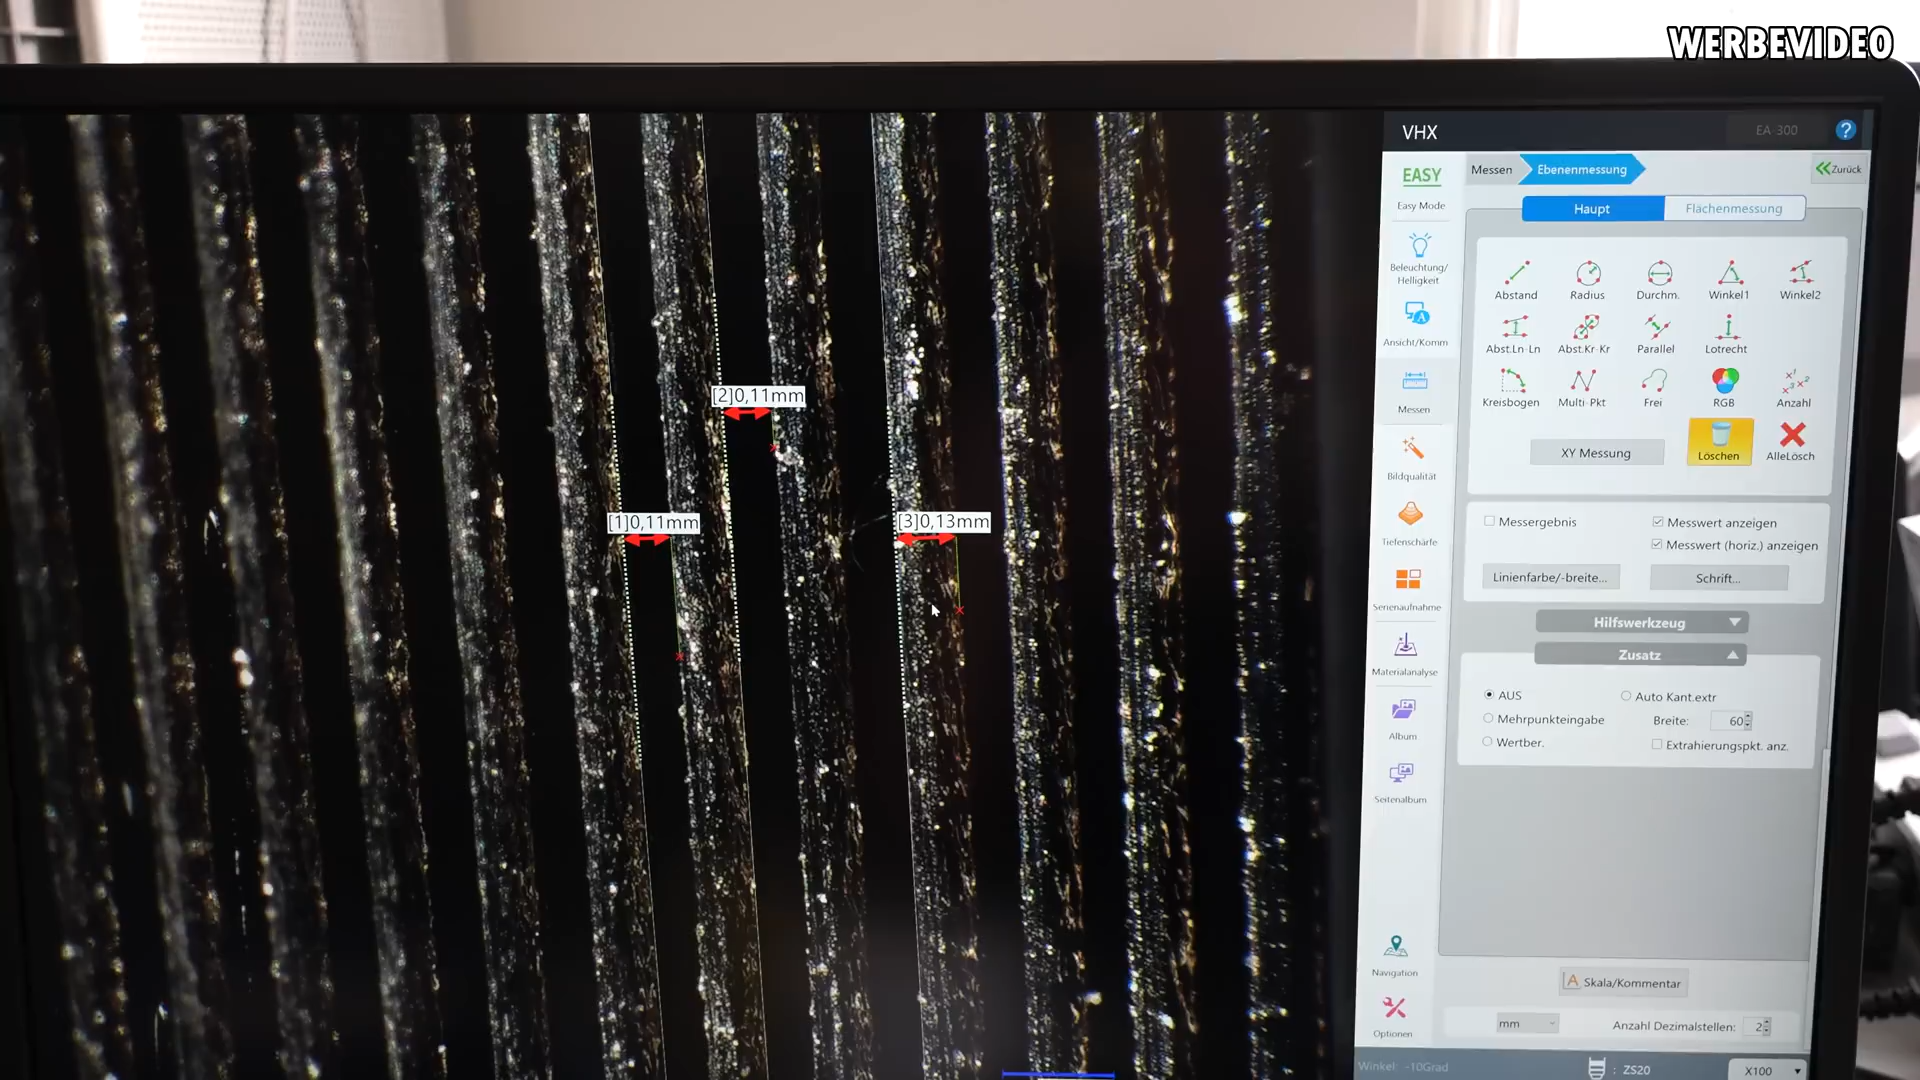 WERBEVIDEO
VHX
EA-300
?
EASY
Easy Mode
Messen
Ebenenmessung
Zurück
Haupt
Flächenmessung
Beleuchtung/
Helligkeit
Abstand
Radius
Durchm.
Winkel1
Winkel2
Ansicht/Komm
Abst.Ln-Ln
Abst.Kr-Kr
Parallel
Lotrecht
Messen
Kreisbogen
Multi-Pkt
Frei
RGB
Anzahl
XY Messung
Löschen
AlleLösch
Bildqualität
[2]0,11mm
[1]0,11mm
[3]0,13mm
Messergebnis
Messwert anzeigen
Messwert (horiz.) anzeigen
Tiefenschärfe
Linienfarbe/-breite...
Schrift...
Serienaufnahme
Hilfswerkzeug
Zusatz
Materialanalyse
AUS
Auto Kant.extr
Mehrpunkteingabe
Breite:
60
Wertber.
Extrahierungspkt. anz.
Album
Seitenalbum
Navigation
Skala/Kommentar
Optionen
mm
Anzahl Dezimalstellen:
2
Winkel: -10Grad
: ZS20
X100